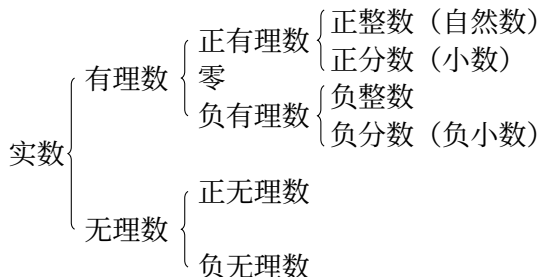 正整数（自然数）
正有理数
正分数（小数）
有理数
零
负整数
负有理数
负分数（负小数）
实数
正无理数
无理数
负无理数